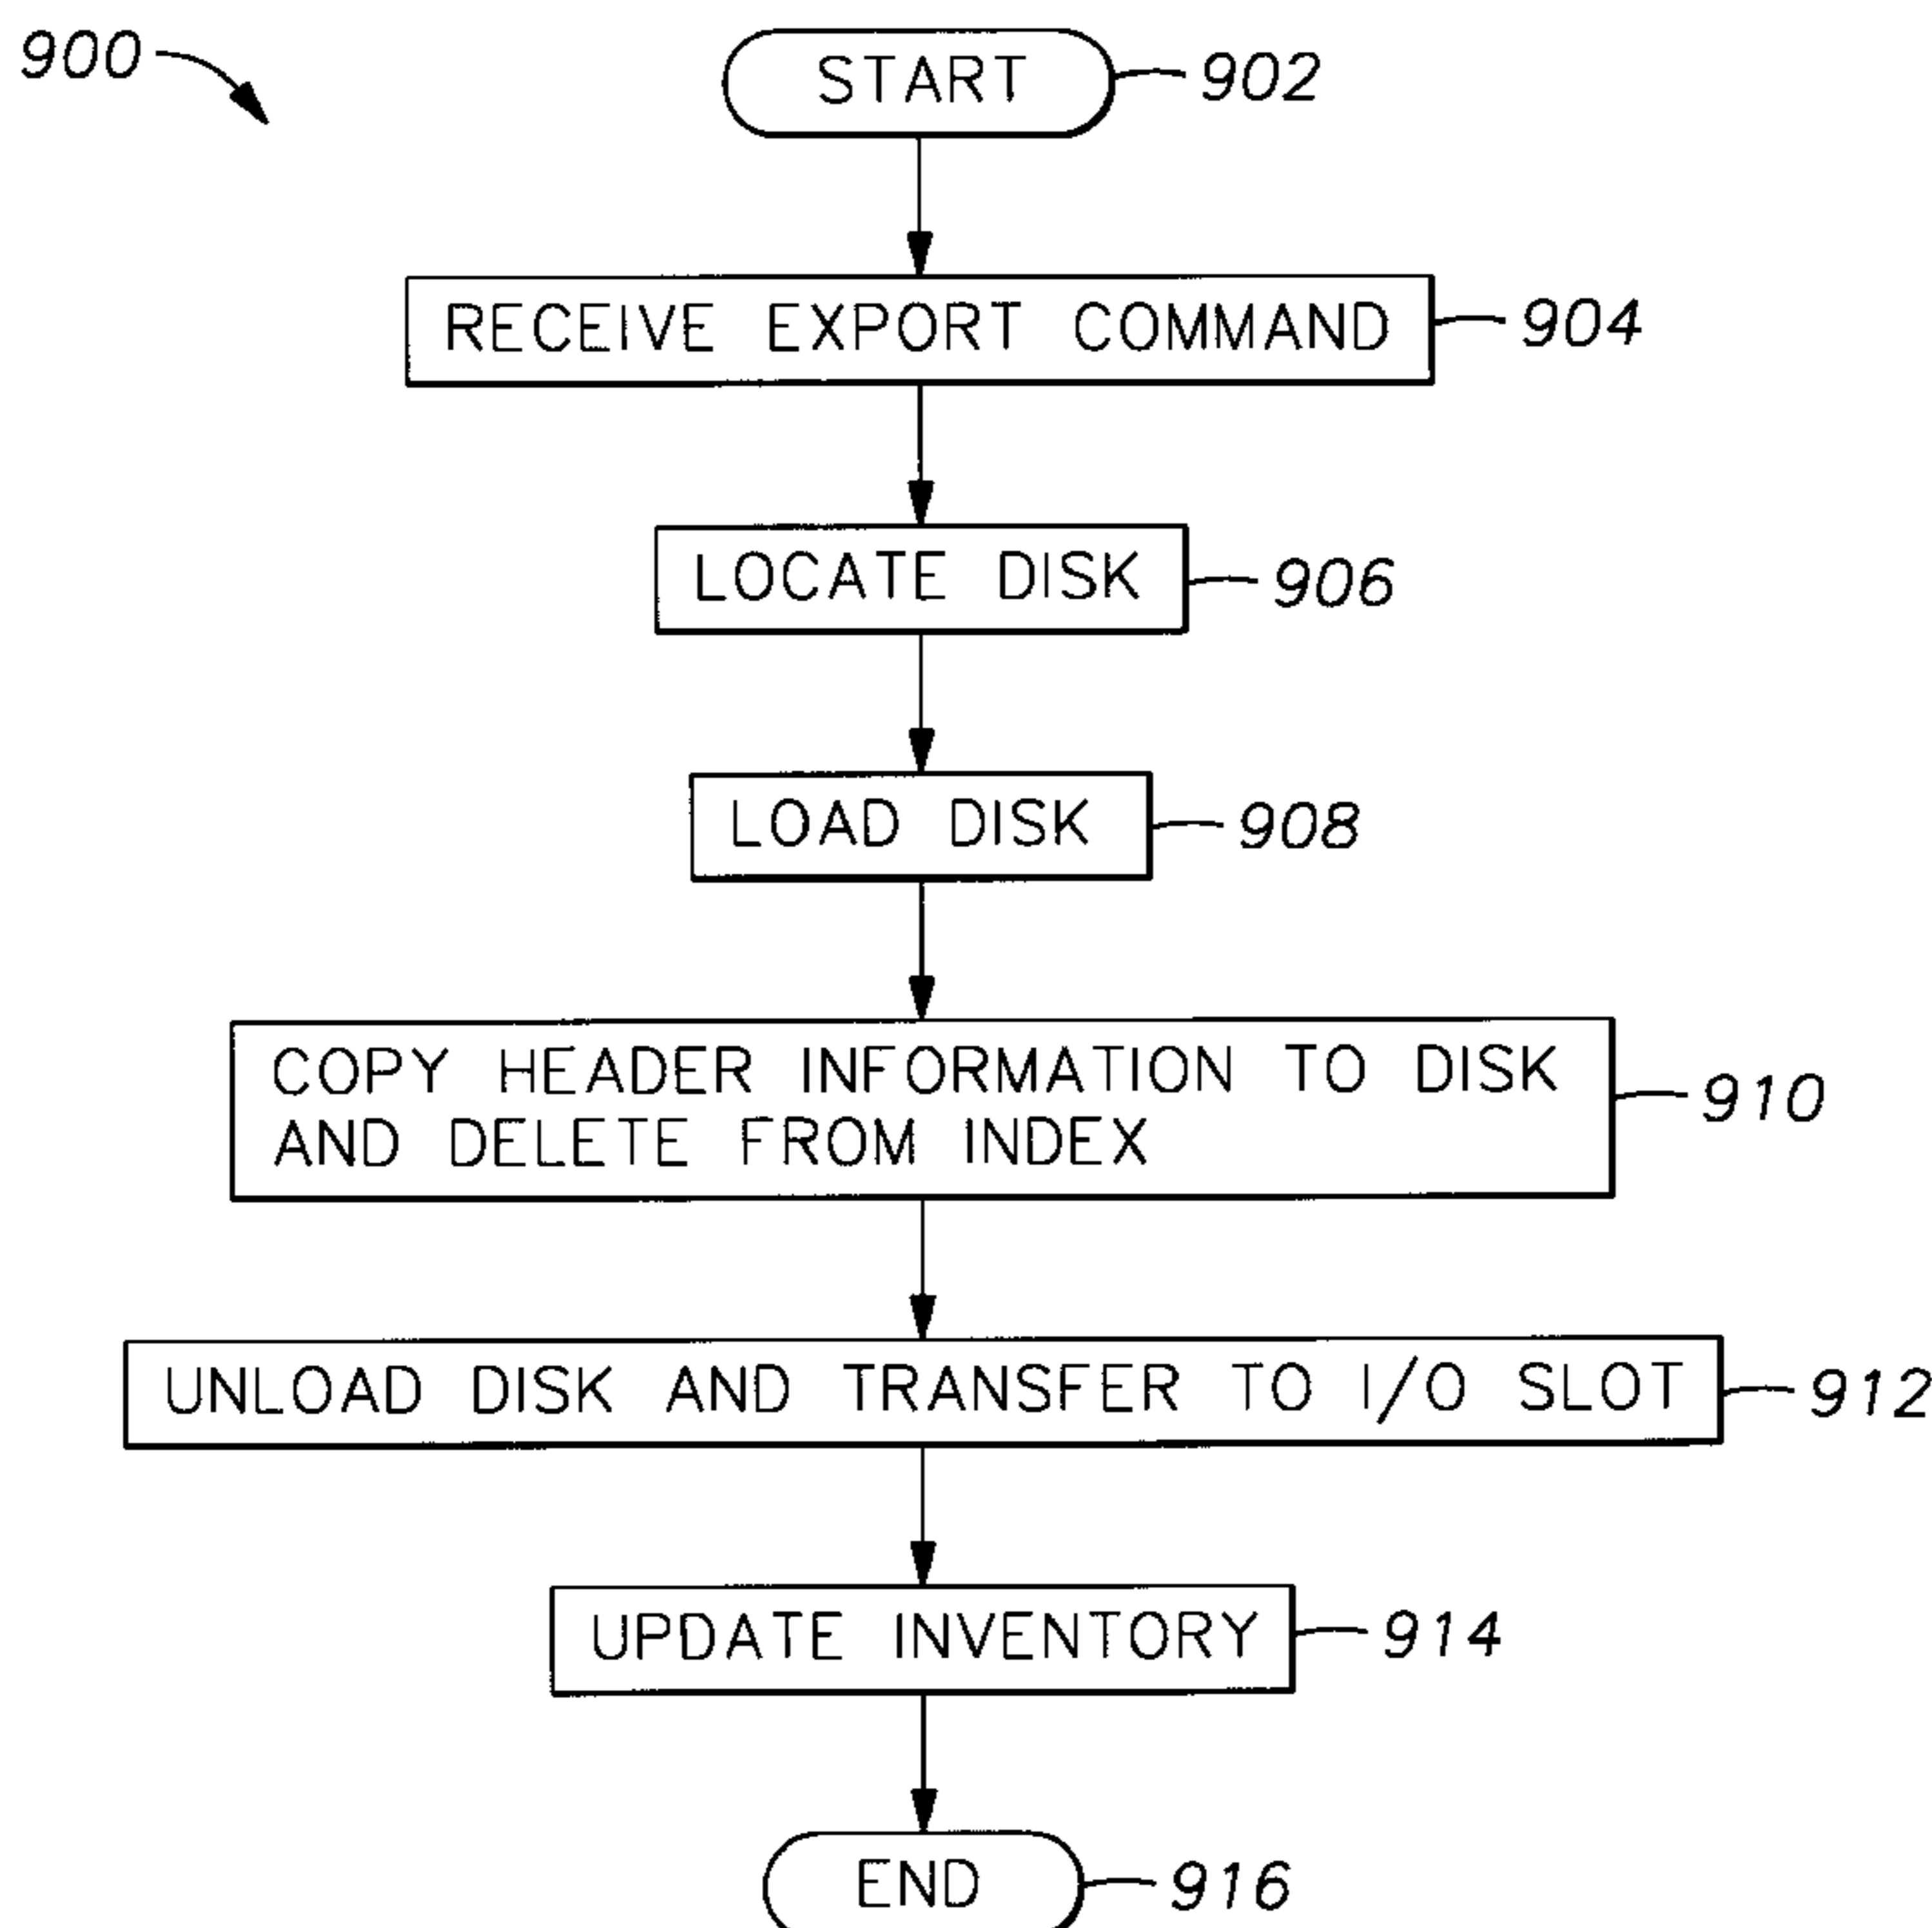 900
START
902
RECEIVE EXPORT COMMAND
904
LOCATE DISK
906
LOAD DISK
908
COPY HEADER INFORMATION TO DISK
AND DELETE FROM INDEX
910
UNLOAD DISK AND TRANSFER TO I/O SLOT
912
UPDATE INVENTORY
914
END
916